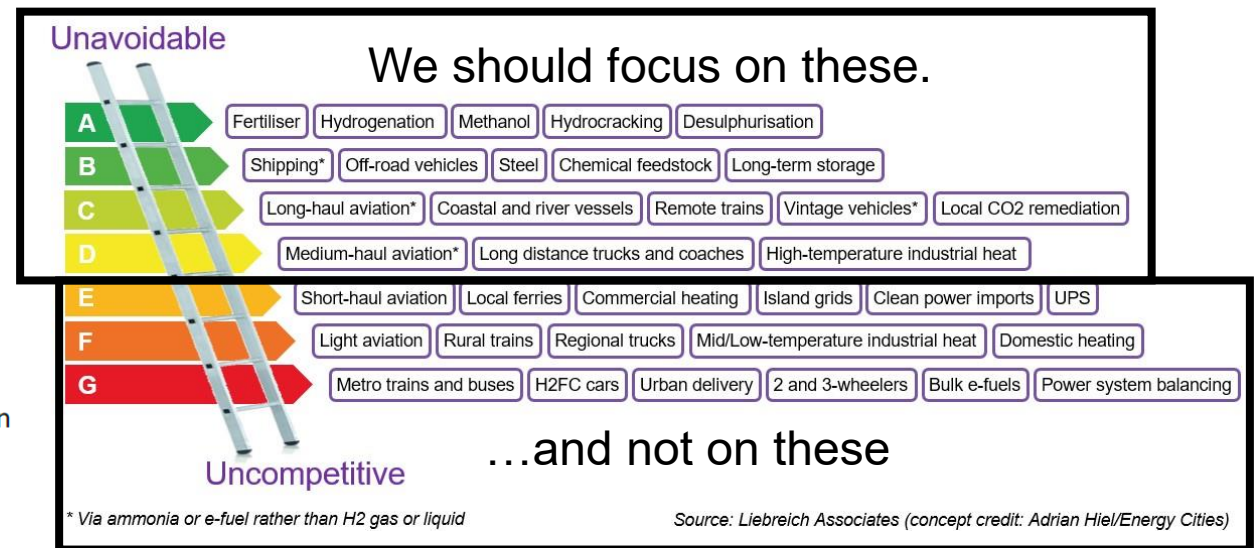 Unavoidable
We should focus on these.
A Fertiliser Hydrogenation Methanol Hydrocracking Desulphurisation
B Shipping* Off-road vehicles Steel Chemical feedstock Long-term storage
C Long-haul aviation* Coastal and river vessels Remote trains Vintage vehicles* Local CO2 remediation
D Medium-haul aviation* Long distance trucks and coaches High-temperature industrial heat
E Short-haul aviation Local ferries Commercial heating Island grids Clean power imports UPS
F Light aviation Rural trains Regional trucks Mid/Low-temperature industrial heat Domestic heating
G Metro trains and buses H2FC cars Urban delivery 2 and 3-wheelers Bulk e-fuels Power system balancing
n
...and not on these
Uncompetitive
* Via ammonia or e-fuel rather than H2 gas or liquid Source: Liebreich Associates (concept credit: Adrian Hiel/Energy Cities)